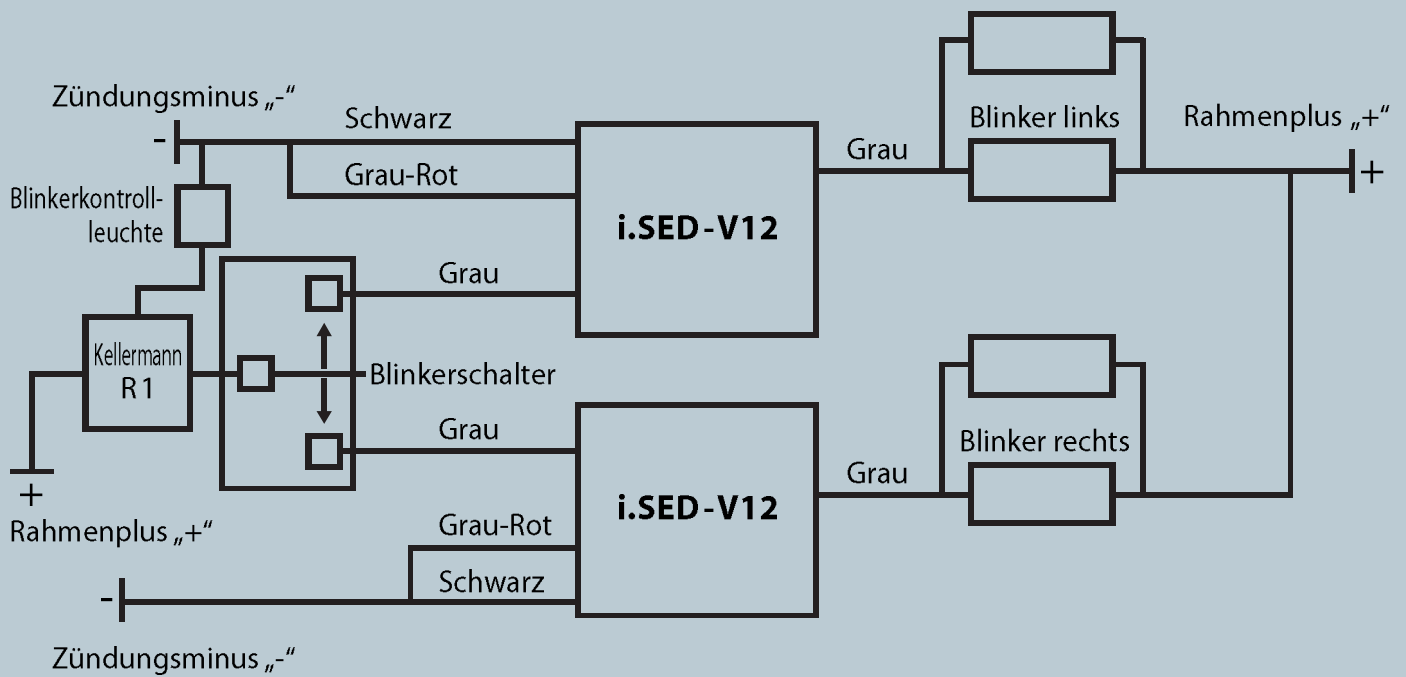 Zündungsminus „-“
-
Schwarz
Grau-Rot
Blinkerkontroll-
leuchte
Grau
i.SED-V12
Grau
Blinker links
Rahmenplus „+“
+
Kellermann
R1
Blinkerschalter
+
Rahmenplus „+“
Grau
Grau-Rot
Schwarz
i.SED-V12
Grau
Blinker rechts
-
Zündungsminus „-“